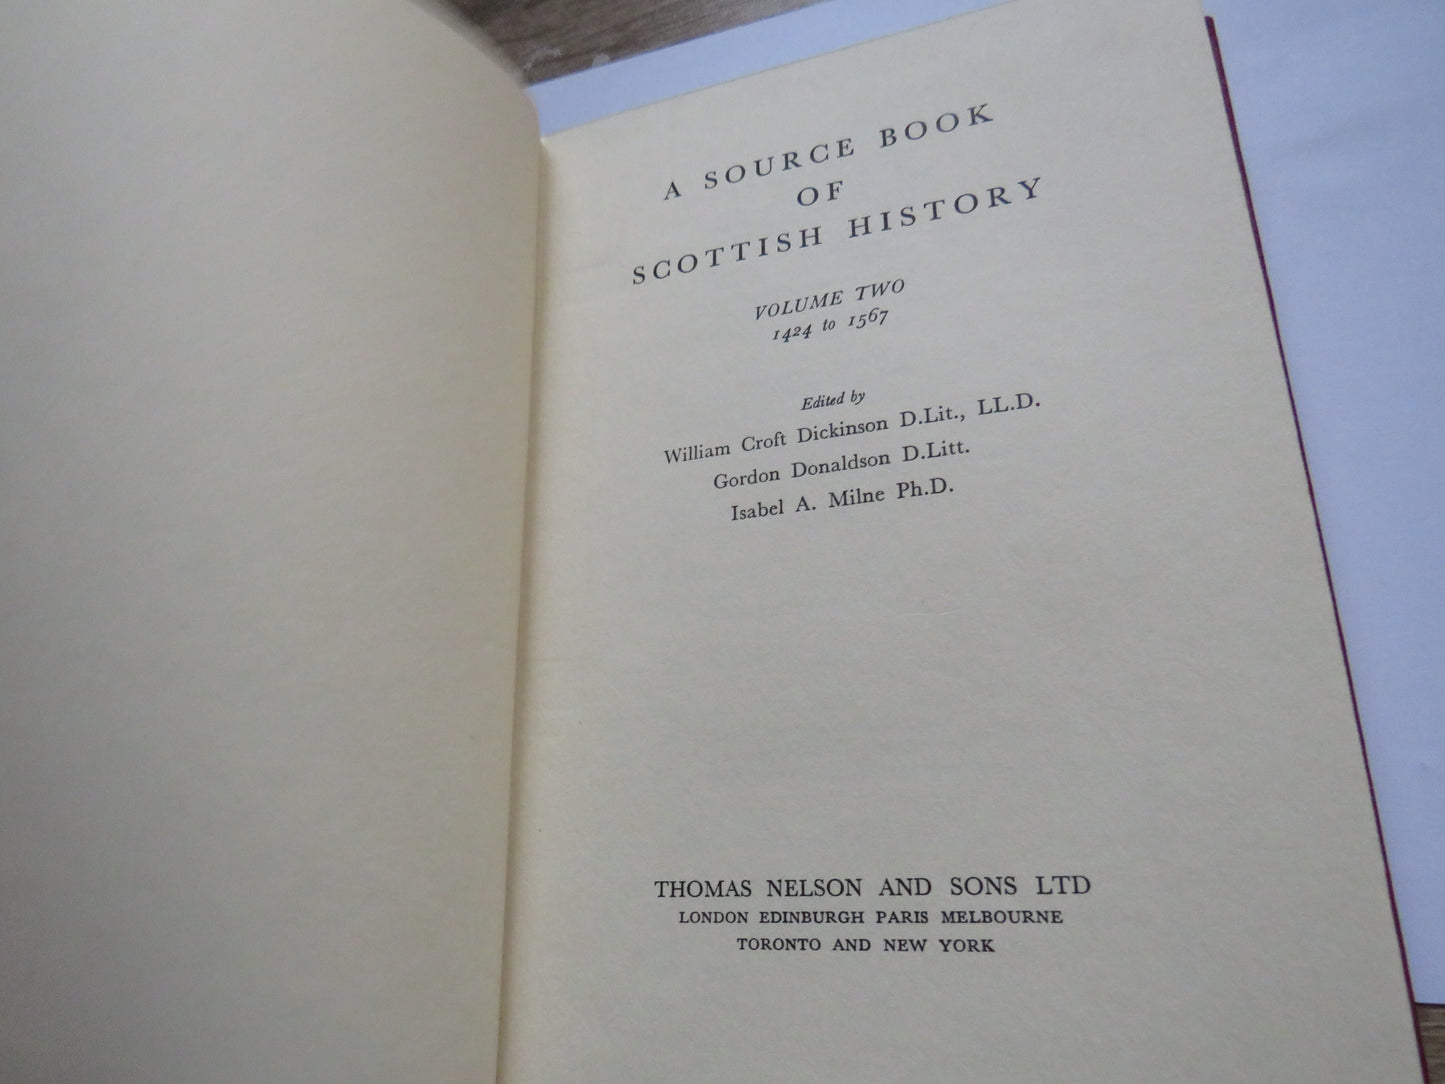 A SOURCE BOOK
OF
SCOTTISH HISTORY
VOLUME TWO
1424 to 1567
Edited by
William Croft Dickinson D.Lit., LL.D.
Gordon Donaldson D.Litt.
Isabel A. Milne Ph.D.
THOMAS NELSON AND SONS LTD
LONDON EDINBURGH PARIS MELBOURNE
TORONTO AND NEW YORK